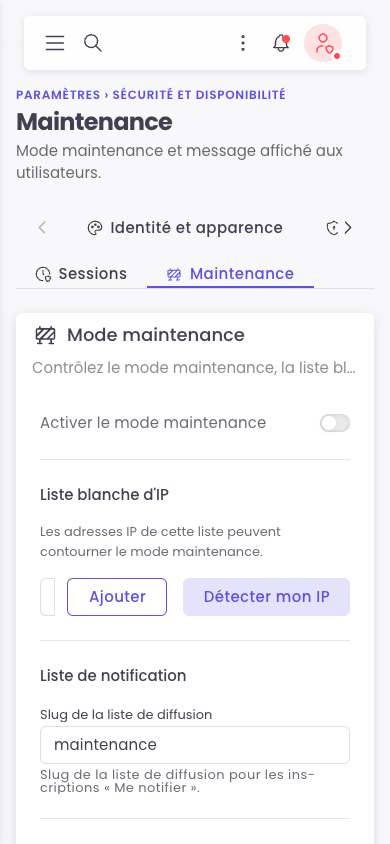 PARAMÈTRES › SÉCURITÉ ET DISPONIBILITÉ
Maintenance
Mode maintenance et message affiché aux
utilisateurs.
Identité et apparence
Sessions
Maintenance
Mode maintenance
Contrôlez le mode maintenance, la liste bl...
Activer le mode maintenance
Liste blanche d'IP
Les adresses IP de cette liste peuvent
contourner le mode maintenance.
Ajouter
Détecter mon IP
Liste de notification
Slug de la liste de diffusion
maintenance
Slug de la liste de diffusion pour les ins-
criptions « Me notifier ».